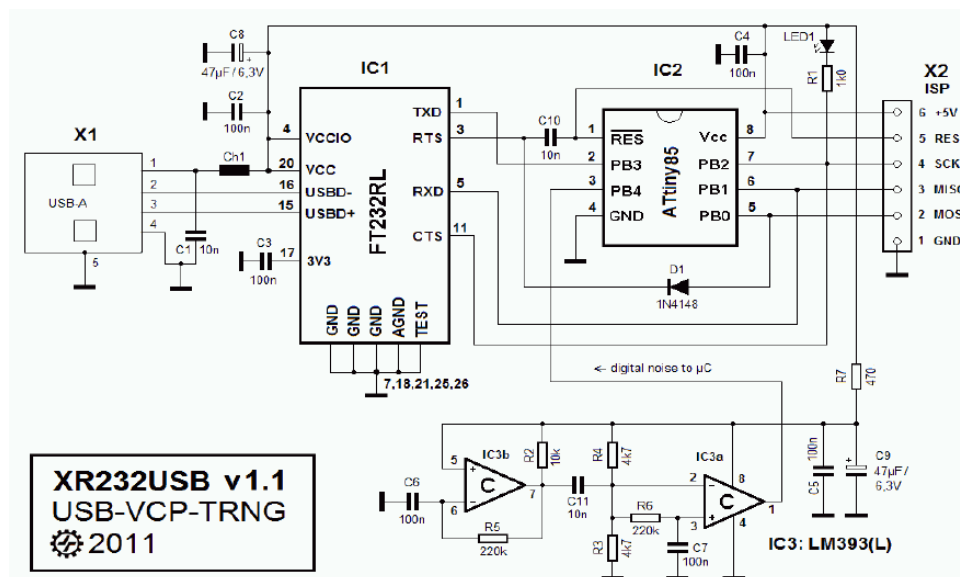 C8
47µF/6,3V
C4
100n
LED1
R1
1k0
IC1
IC2
X2
ISP
C2
100n
TXD
1
RTS
3
C10
10n
1
RES
Vcc
8
6
+5V
5
RES
4
VCCIO
2
PB3
PB2
7
4
SCK
X1
1
2
3
4
USB-A
5
Ch1
20
VCC
16
USBD-
15
USBD+
FT232RL
RXD
5
CTS
11
3
PB4
PB1
6
4
GND
PB0
5
ATtiny85
3
MISO
2
MOS
1
GND
C1
10n
C3
100n
17
3V3
D1
1N4148
GND
GND
GND
AGND
TEST
7,18,21,25,26
<- digital noise to µC
R7
470
XR232USB v1.1
USB-VCP-TRNG
2011
C6
100n
5
+
IC3b
C
7
6
-
R5
220k
R2
10k
C11
10n
R4
4k7
R3
4k7
R6
220k
C7
100n
IC3a
2
-
3
+
C
8
4
1
100n
C5
C9
47µF/
6,3V
IC3: LM393(L)